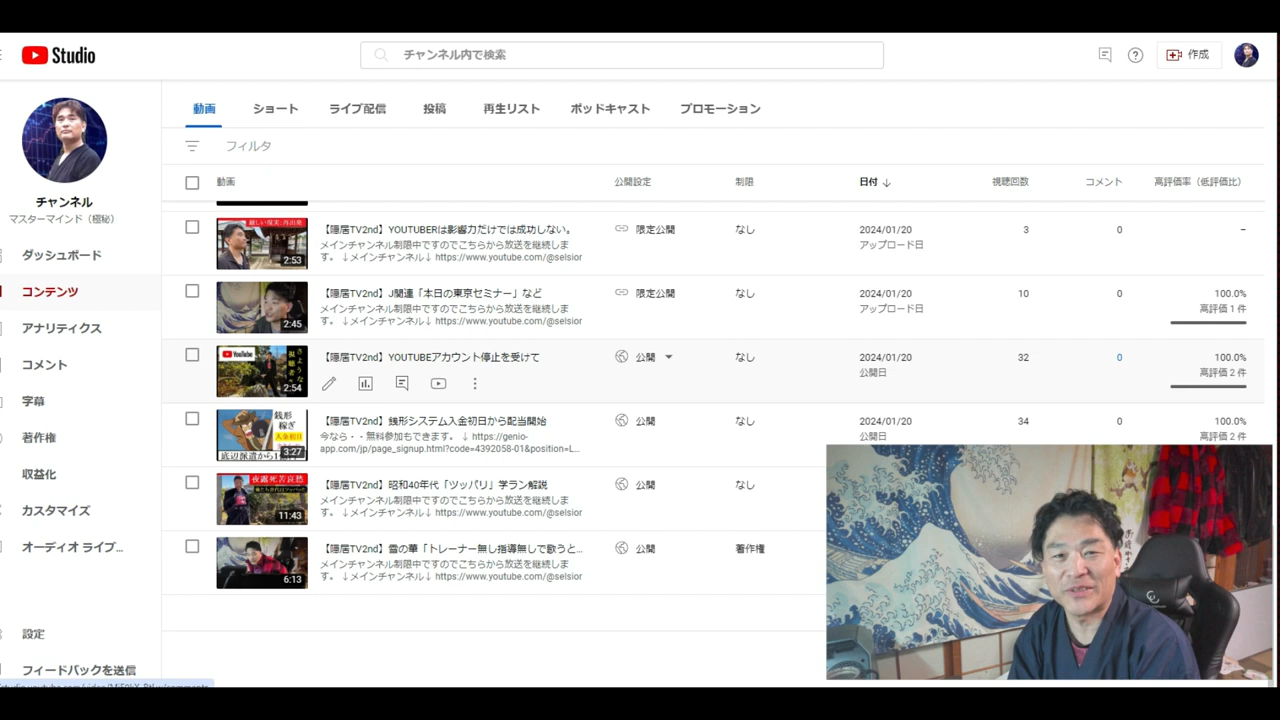 Studio
チャンネル内で検索
作成
動画 ショート ライブ配信 投稿 再生リスト ポッドキャスト プロモーション
フィルタ
動画 公開設定 制限 日付 視聴回数 コメント 高評価率（低評価比）
チャンネル
マスターマインド（極秘）
ダッシュボード
コンテンツ
アナリティクス
コメント
字幕
著作権
収益化
カスタマイズ
オーディオ ライブ...
設定
フィードバックを送信
2:53
【隠居TV2nd】YOUTUBERは影響力だけでは成功しない。 限定公開 なし 2024/01/20 3 0 –
メインチャンネル制限中ですのでこちらから放送を継続しま アップロード日
す。 ↓メインチャンネル↓ https://www.youtube.com/@selsior
2:45
【隠居TV2nd】J関連「本日の東京セミナー」など 限定公開 なし 2024/01/20 10 0 100.0%
メインチャンネル制限中ですのでこちらから放送を継続しま アップロード日 高評価 1 件
す。 ↓メインチャンネル↓ https://www.youtube.com/@selsior
YouTube
2:54
【隠居TV2nd】YOUTUBEアカウント停止を受けて 公開 なし 2024/01/20 32 0 100.0%
公開日 高評価 2 件
銭形
稼ぎ
入金初日
3:27
【隠居TV2nd】銭形システム入金初日から配当開始 公開 なし 2024/01/20 34 0 100.0%
今なら・・無料参加もできます。 ↓ https://genio- 公開日 高評価 2 件
app.com/jp/page_signup.html?code=4392058-01&position=L...
夜露死苦哀愁
11:43
【隠居TV2nd】昭和40年代「ツッパリ」学ラン解説 公開 なし
メインチャンネル制限中ですのでこちらから放送を継続しま
す。 ↓メインチャンネル↓ https://www.youtube.com/@selsior
6:13
【隠居TV2nd】雪の華「トレーナー無し指導無しで歌うと... 公開 著作権
メインチャンネル制限中ですのでこちらから放送を継続しま
す。 ↓メインチャンネル↓ https://www.youtube.com/@selsior